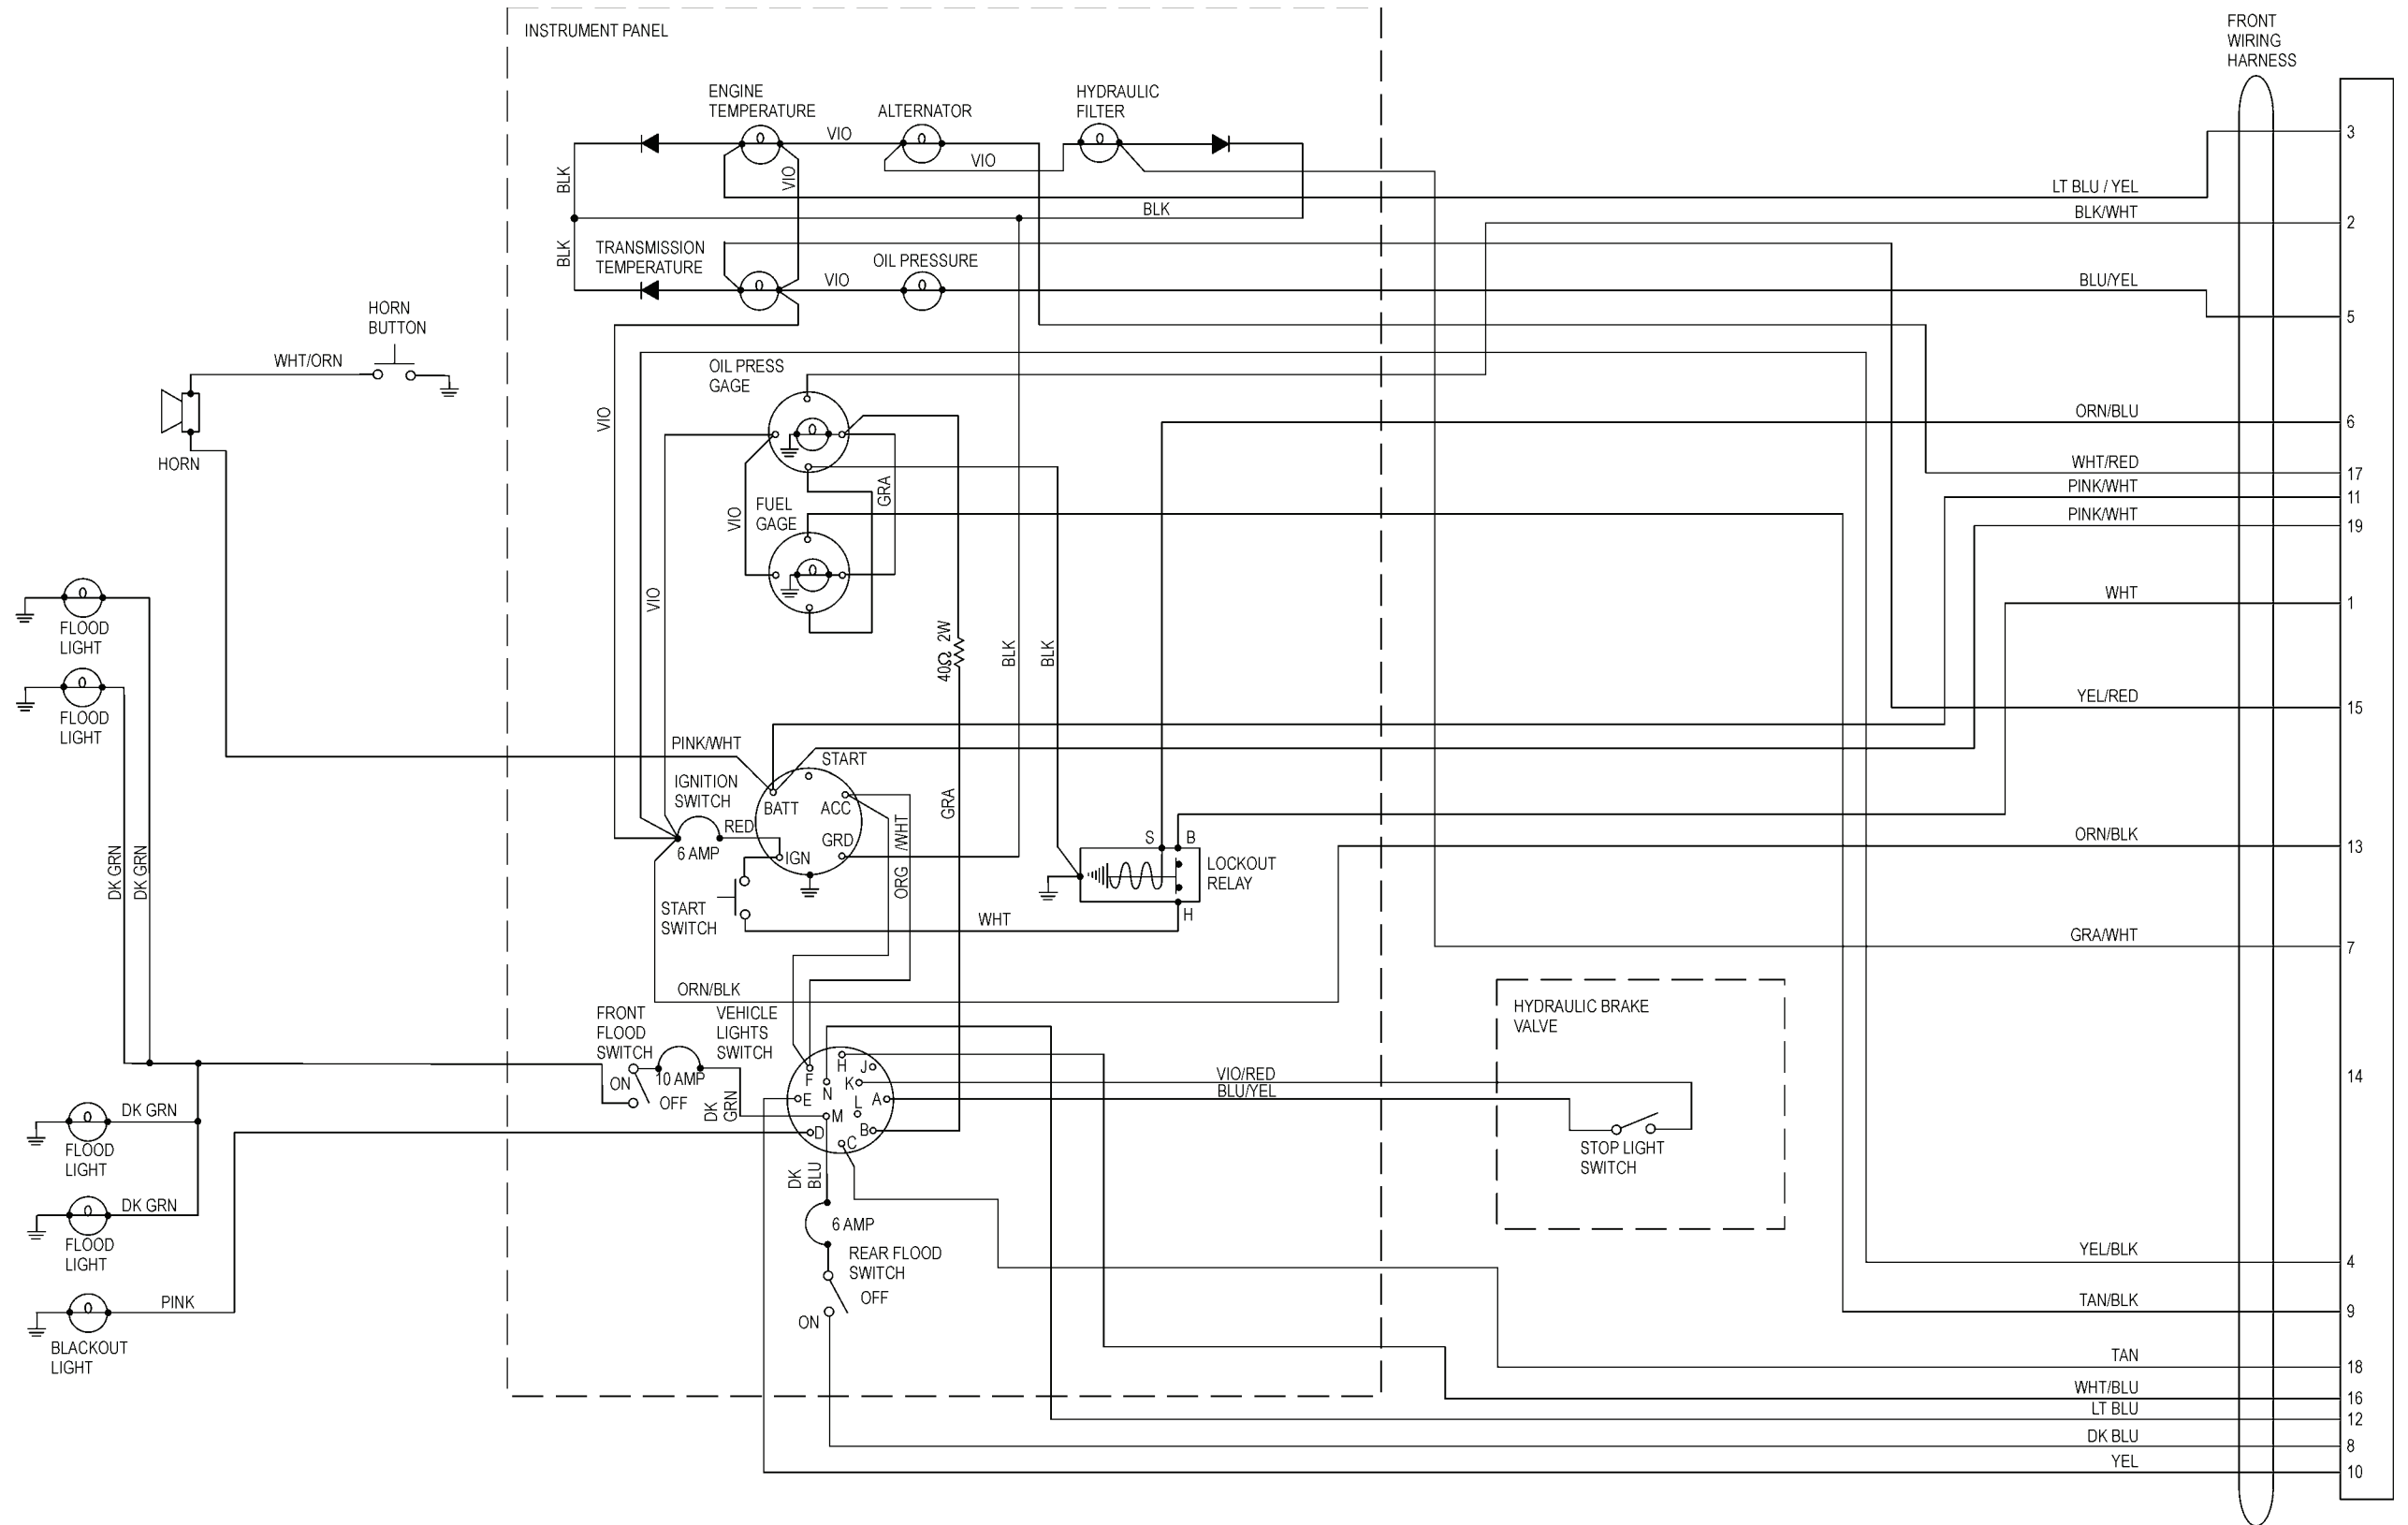 INSTRUMENT PANEL
FRONT
WIRING
HARNESS
ENGINE
TEMPERATURE
ALTERNATOR
HYDRAULIC
FILTER
VIO
VIO
VIO
BLK
BLK
BLK
LT BLU / YEL
3
BLK/WHT
2
TRANSMISSION
TEMPERATURE
OIL PRESSURE
VIO
BLU/YEL
5
HORN
BUTTON
WHT/ORN
HORN
OIL PRESS
GAGE
VIO
ORN/BLU
6
WHT/RED
17
PINK/WHT
11
PINK/WHT
19
GRA
FUEL
GAGE
VIO
VIO
WHT
1
FLOOD
LIGHT
FLOOD
LIGHT
40Ω 2W
BLK
BLK
YEL/RED
15
PINK/WHT
START
IGNITION
SWITCH
BATT
ACC
RED
6 AMP
GRD
IGN
ORG /WHT
GRA
S
B
LOCKOUT
RELAY
H
ORN/BLK
13
DK GRN
DK GRN
START
SWITCH
WHT
GRA/WHT
7
ORN/BLK
HYDRAULIC BRAKE
VALVE
FRONT
FLOOD
SWITCH
VEHICLE
LIGHTS
SWITCH
ON
10 AMP
OFF
DK
GRN
H
J
F
N
K
E
L
A
M
D
B
C
VIO/RED
BLU/YEL
14
STOP LIGHT
SWITCH
DK GRN
FLOOD
LIGHT
DK GRN
FLOOD
LIGHT
DK
BLU
6 AMP
REAR FLOOD
SWITCH
OFF
ON
PINK
BLACKOUT
LIGHT
YEL/BLK
4
TAN/BLK
9
TAN
18
WHT/BLU
16
LT BLU
12
DK BLU
8
YEL
10